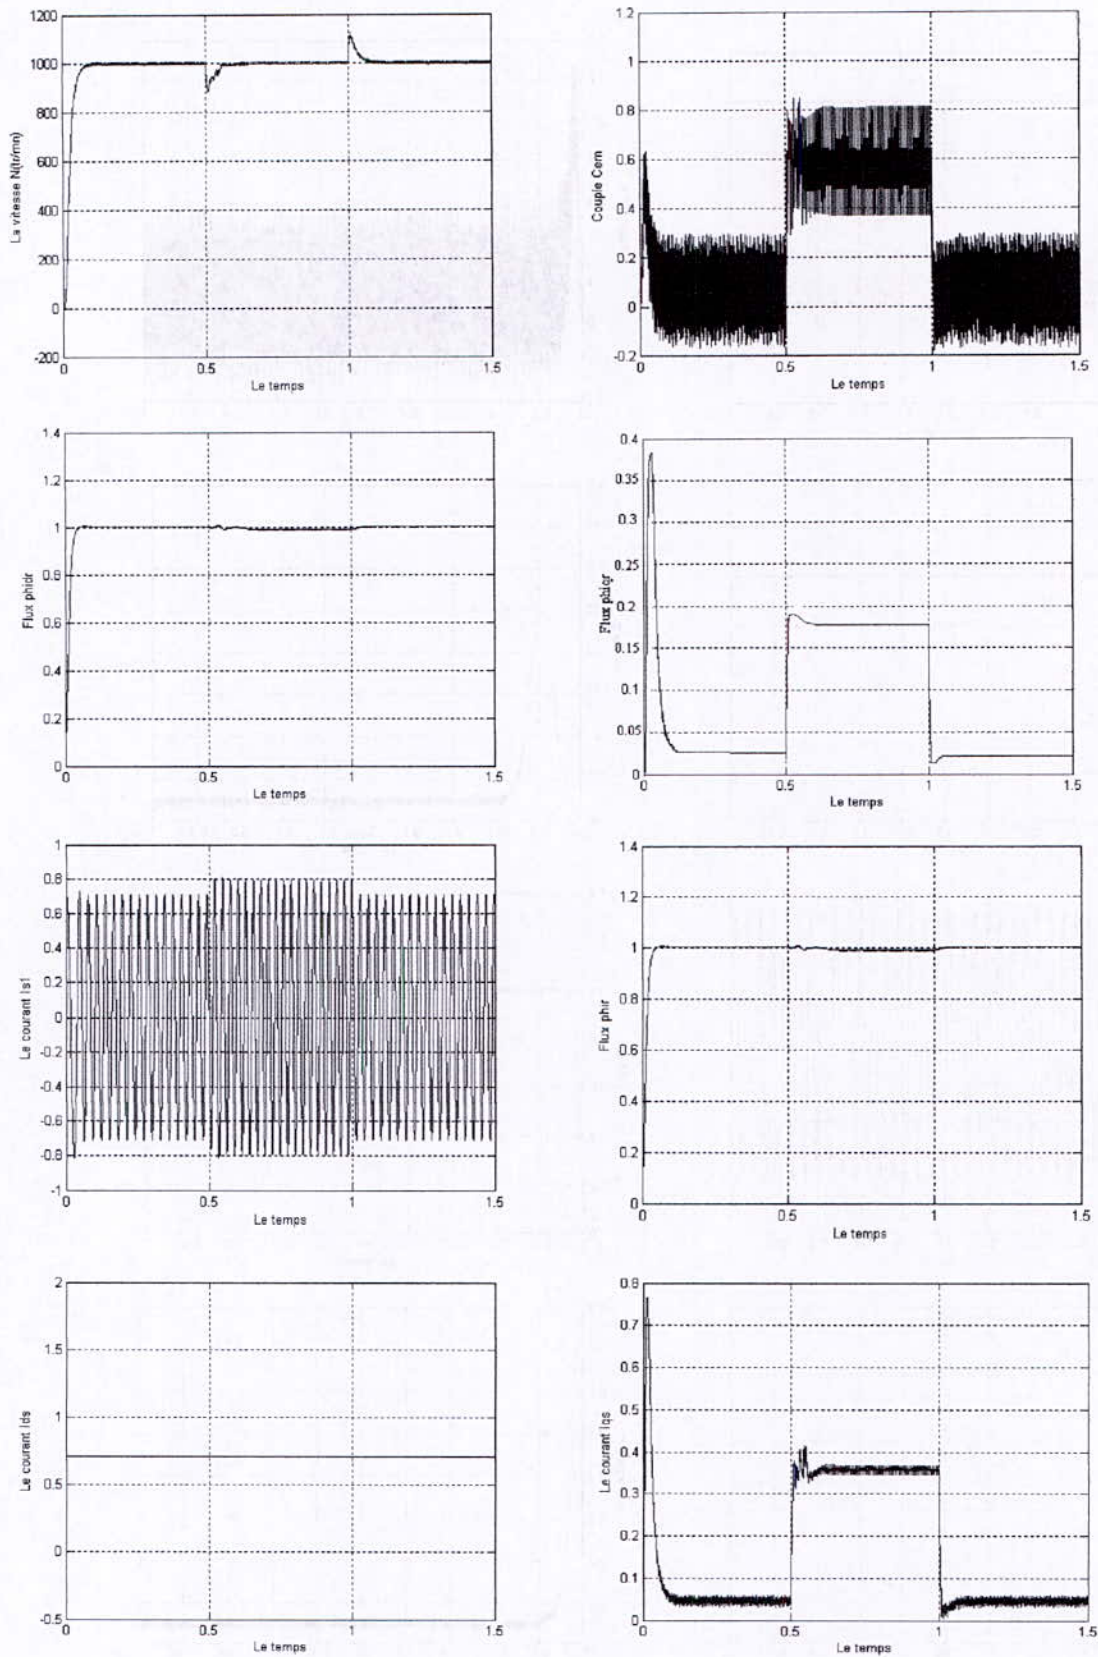 1200
1000
800
600
400
200
0
-200
La vitesse N(tr/mn)
0 0.5 1 1.5
Le temps
1.2
1
0.8
0.6
0.4
0.2
0
-0.2
Couple Cem
0 0.5 1 1.5
Le temps
1.4
1.2
1
0.8
0.6
0.4
0.2
0
Flux phidr
0 0.5 1 1.5
Le temps
0.4
0.35
0.3
0.25
0.2
0.15
0.1
0.05
0
Flux phiqr
0 0.5 1 1.5
Le temps
1
0.8
0.6
0.4
0.2
0
-0.2
-0.4
-0.6
-0.8
-1
Le courant Is1
0 0.5 1 1.5
Le temps
1.4
1.2
1
0.8
0.6
0.4
0.2
0
Flux phir
0 0.5 1 1.5
Le temps
2
1.5
1
0.5
0
-0.5
Le courant Ids
0 0.5 1 1.5
Le temps
0.8
0.7
0.6
0.5
0.4
0.3
0.2
0.1
0
Le courant Iqs
0 0.5 1 1.5
Le temps